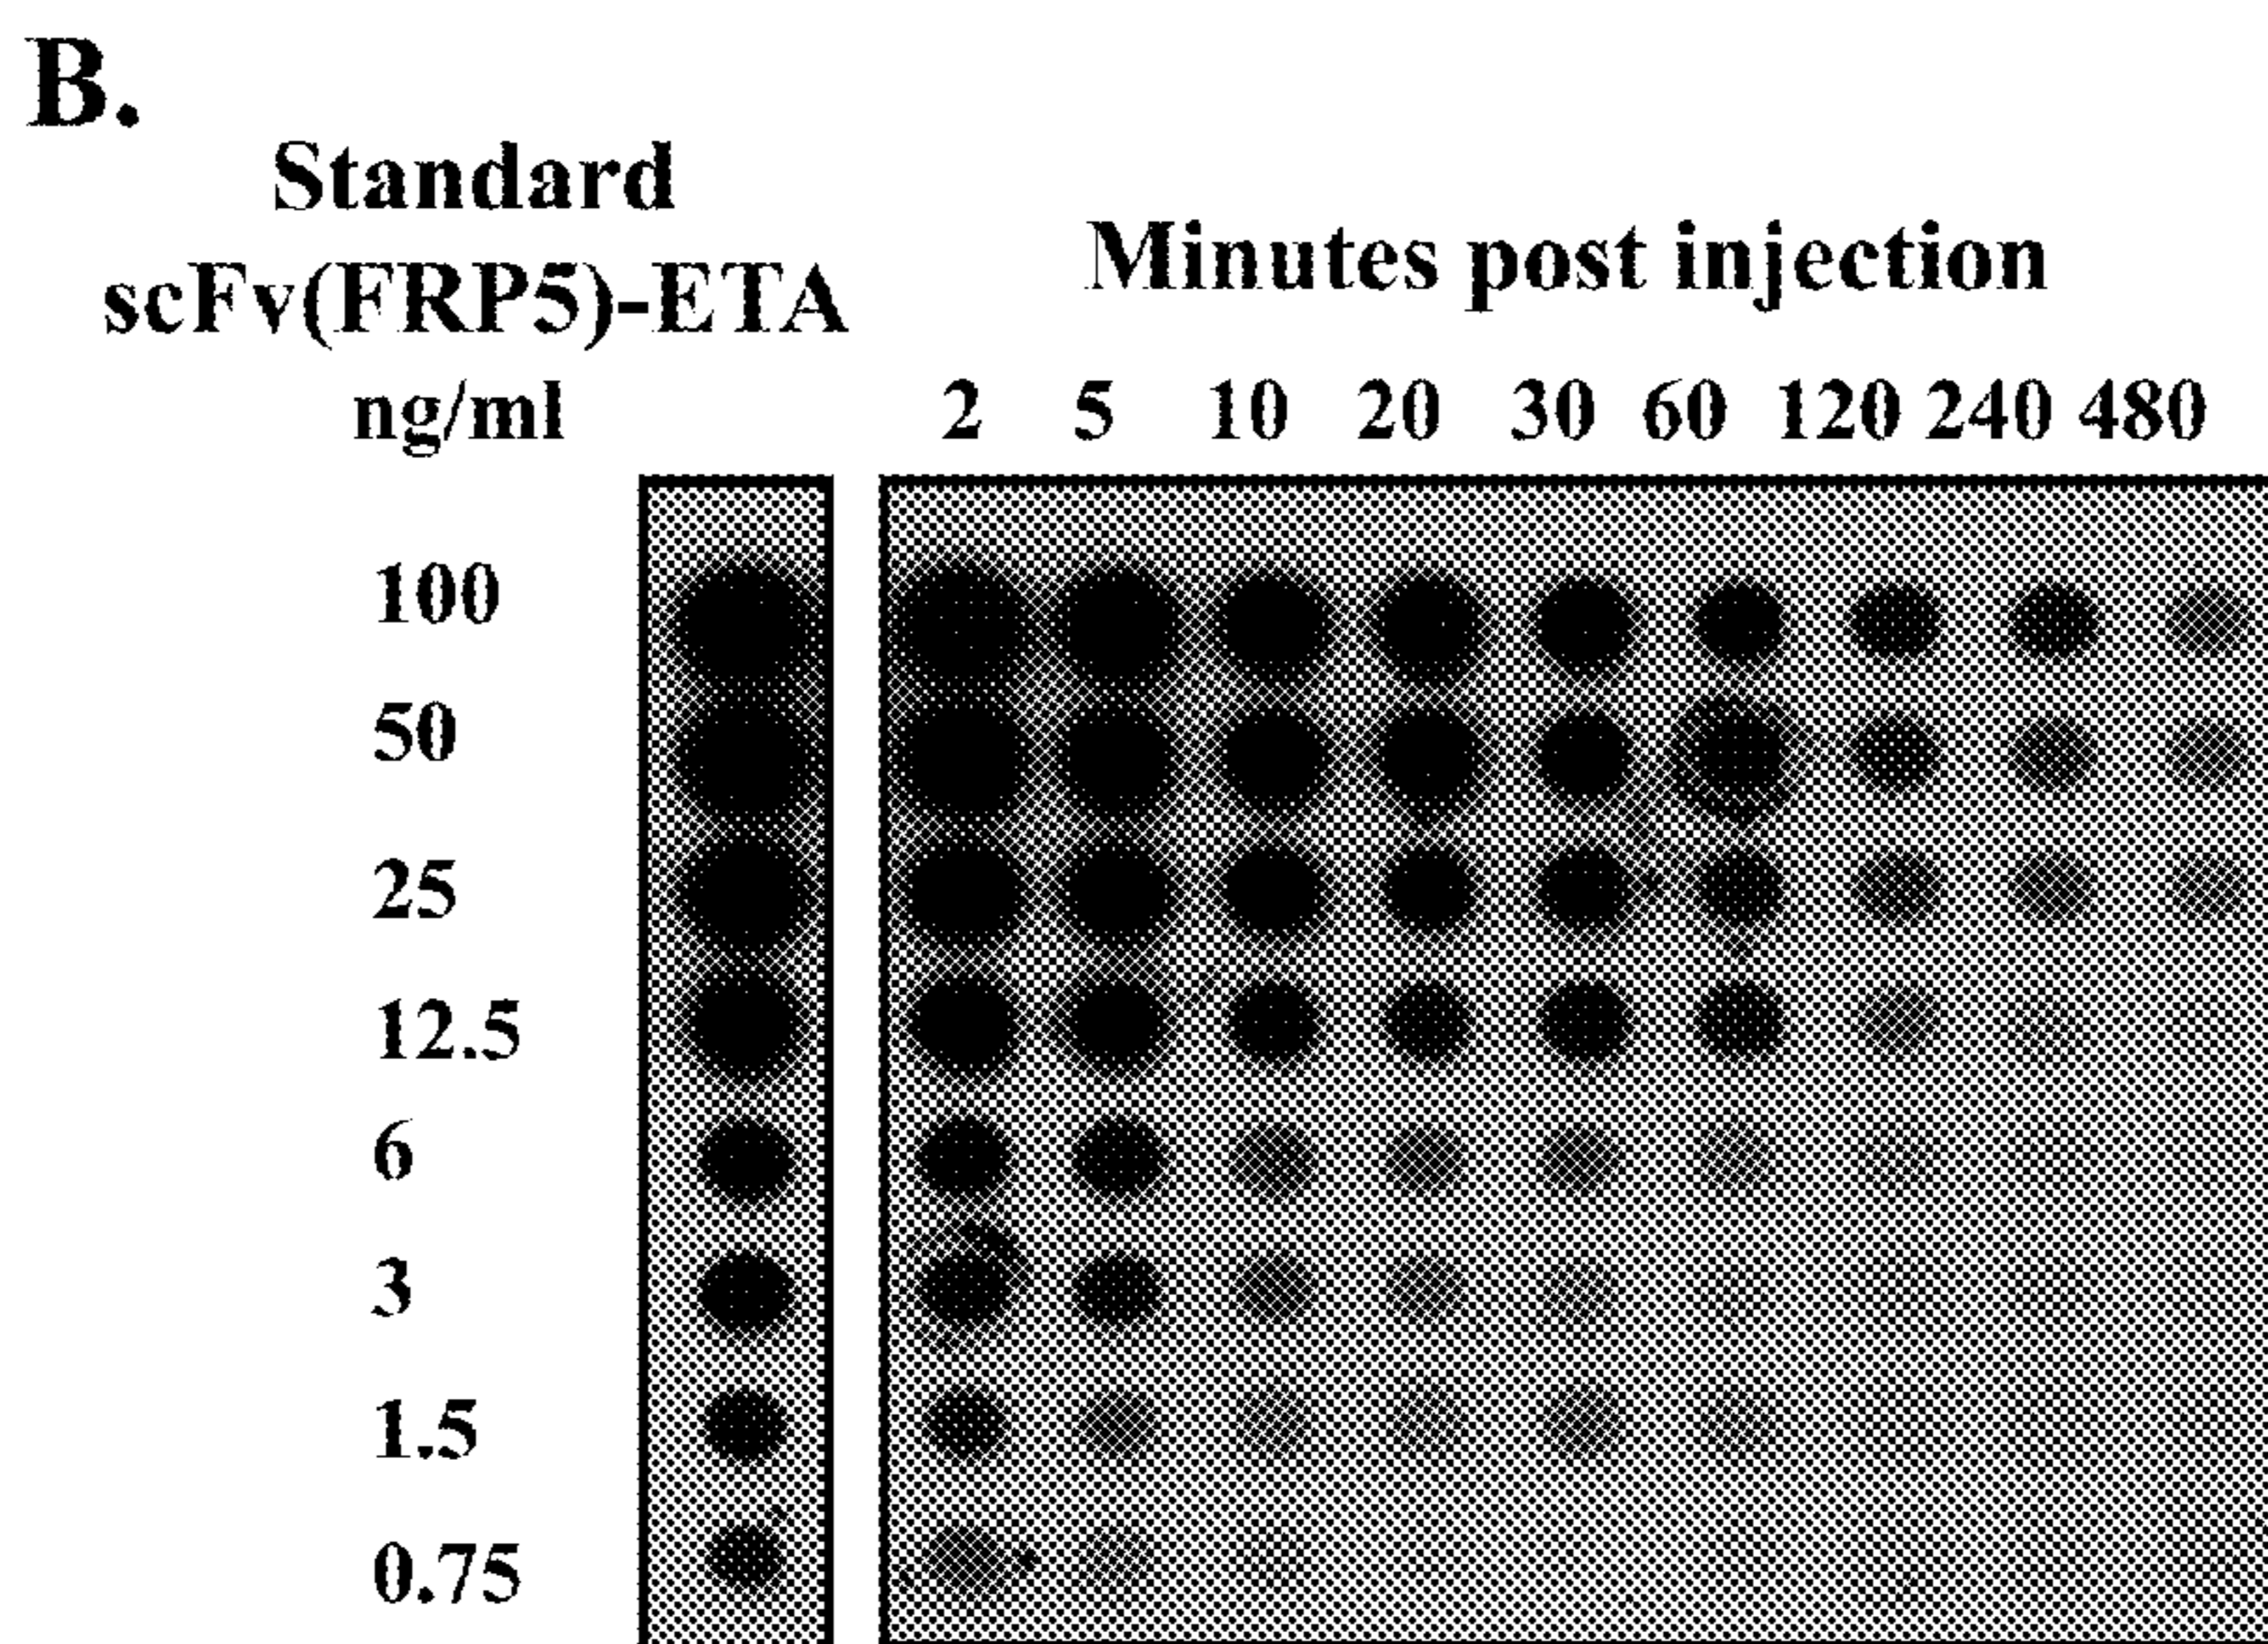 B.
Standard
scFv(FRP5)-ETA
ng/ml
Minutes post injection
2 5 10 20 30 60 120 240 480
100
50
25
12.5
6
3
1.5
0.75